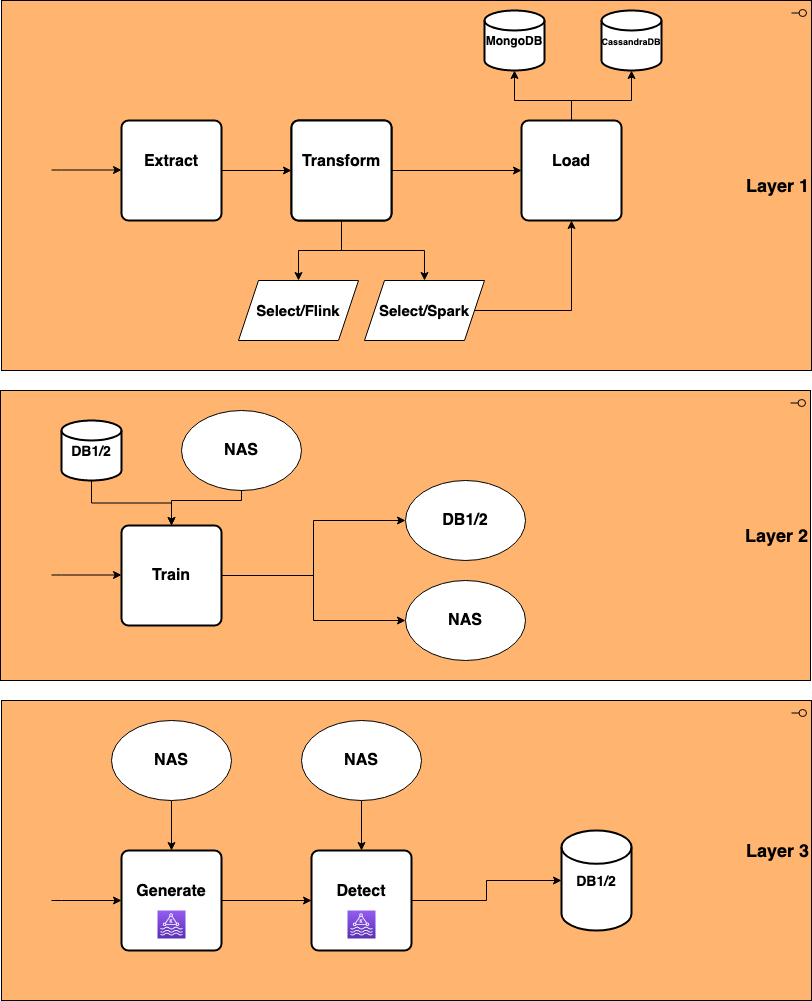 MongoDB
CassandraDB
Extract
Transform
Load
Layer 1
Select/Flink
Select/Spark
DB1/2
NAS
DB1/2
Layer 2
Train
NAS
NAS
NAS
Layer 3
Generate
Detect
DB1/2